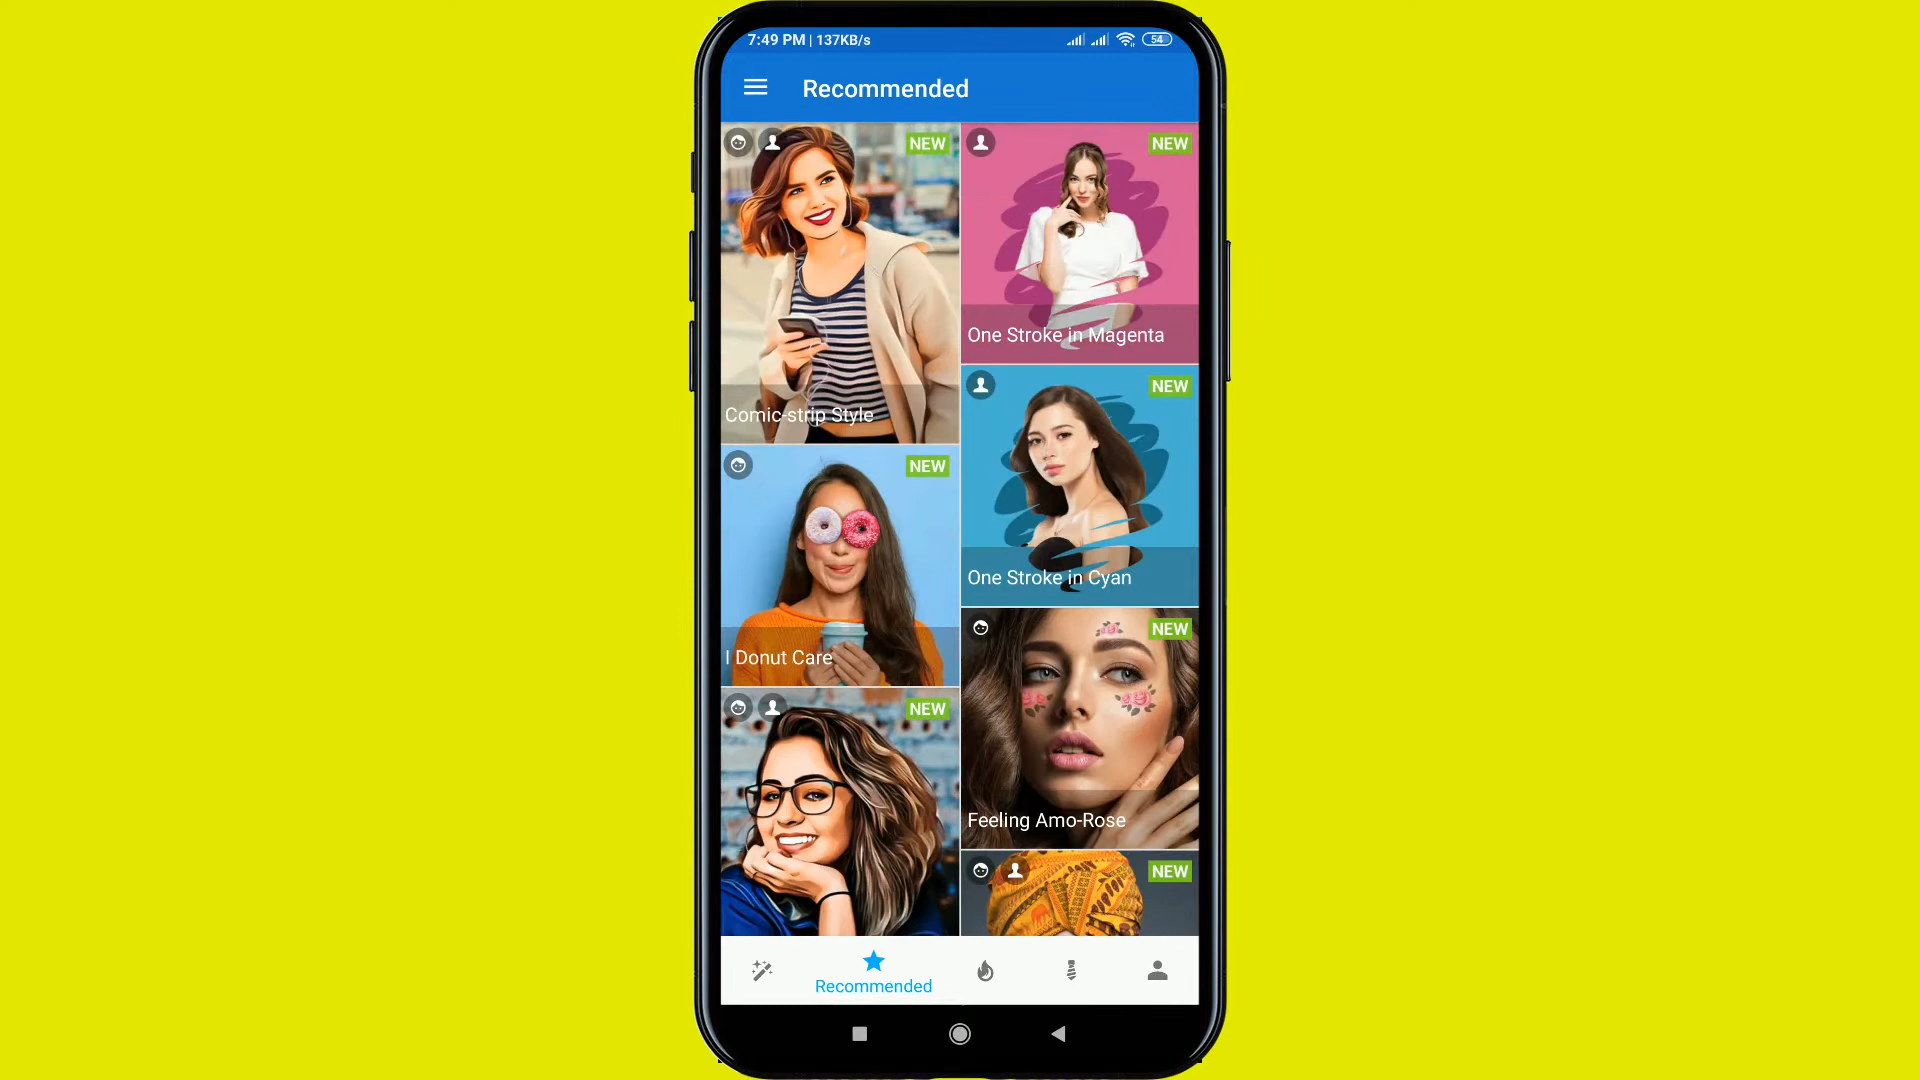 7:49 PM | 137KB/s
54
Recommended
NEW
Comic-strip Style
NEW
One Stroke in Magenta
NEW
One Stroke in Cyan
NEW
I Donut Care
NEW
Feeling Amo-Rose
NEW
NEW
Recommended